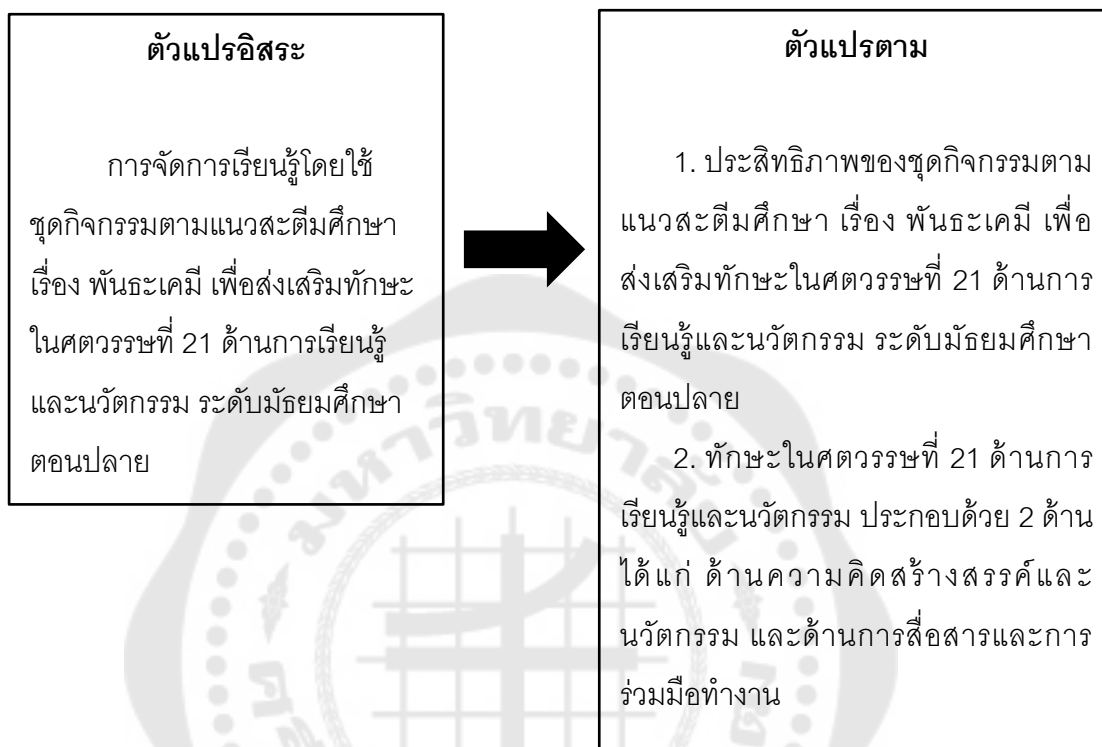 ตัวแปรอิสระ
การจัดการเรียนรู้โดยใช้
ชุดกิจกรรมตามแนวสะตีมศึกษา
เรื่อง พันธะเคมี เพื่อส่งเสริมทักษะ
ในศตวรรษที่ 21 ด้านการเรียนรู้
และนวัตกรรม ระดับมัธยมศึกษา
ตอนปลาย
ตัวแปรตาม
1. ประสิทธิภาพของชุดกิจกรรมตาม
แนวสะตีมศึกษา เรื่อง พันธะเคมี เพื่อ
ส่งเสริมทักษะในศตวรรษที่ 21 ด้านการ
เรียนรู้และนวัตกรรม ระดับมัธยมศึกษา
ตอนปลาย
2. ทักษะในศตวรรษที่ 21 ด้านการ
เรียนรู้และนวัตกรรม ประกอบด้วย 2 ด้าน
ได้แก่ ด้านความคิดสร้างสรรค์และ
นวัตกรรม และด้านการสื่อสารและการ
ร่วมมือทำงาน